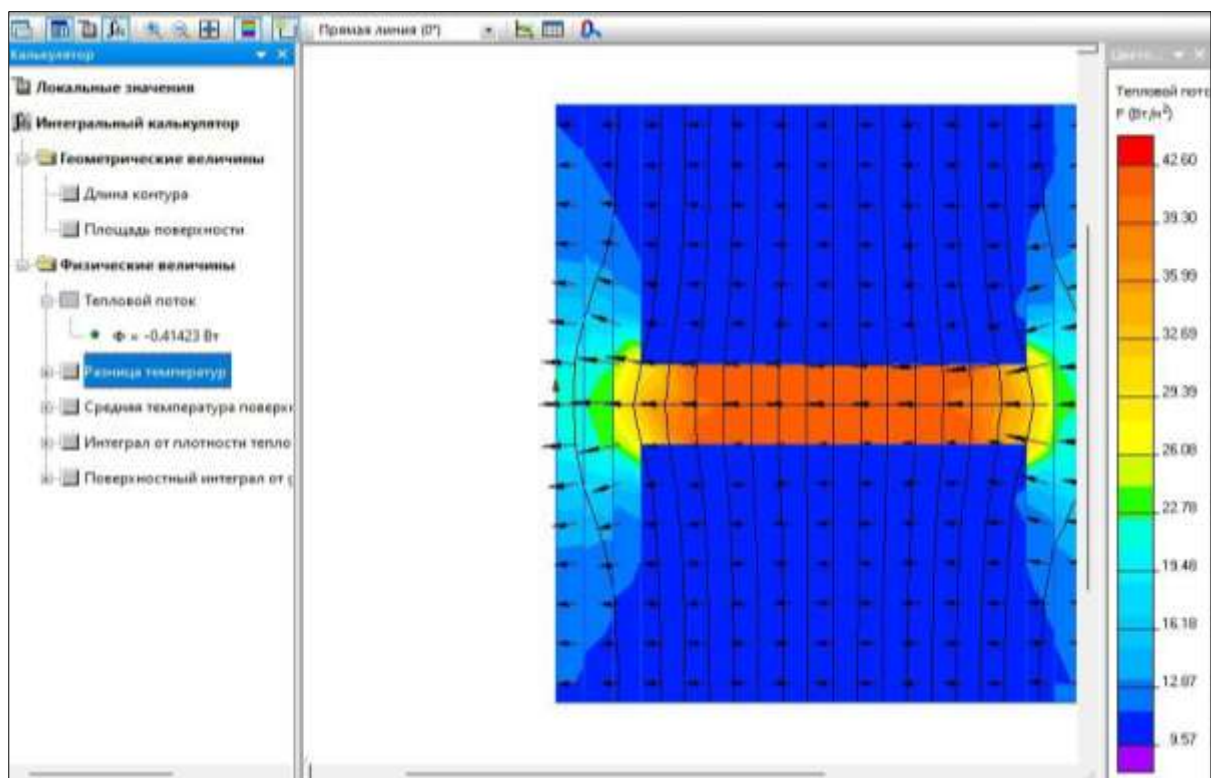 Прямая линия (0°)
Калькулятор
Локальные значения
Интегральный калькулятор
Геометрические величины
Длина контура
Площадь поверхности
Физические величины
Тепловой поток
Ф = -0.41423 Вт
Разница температур
Средняя температура поверхн
Интеграл от плотности тепло
Поверхностный интеграл от g
Цвето...
Тепловой пото
F (Вт/м²)
42.60
39.30
35.99
32.69
29.39
26.08
22.78
19.48
16.18
12.87
9.57